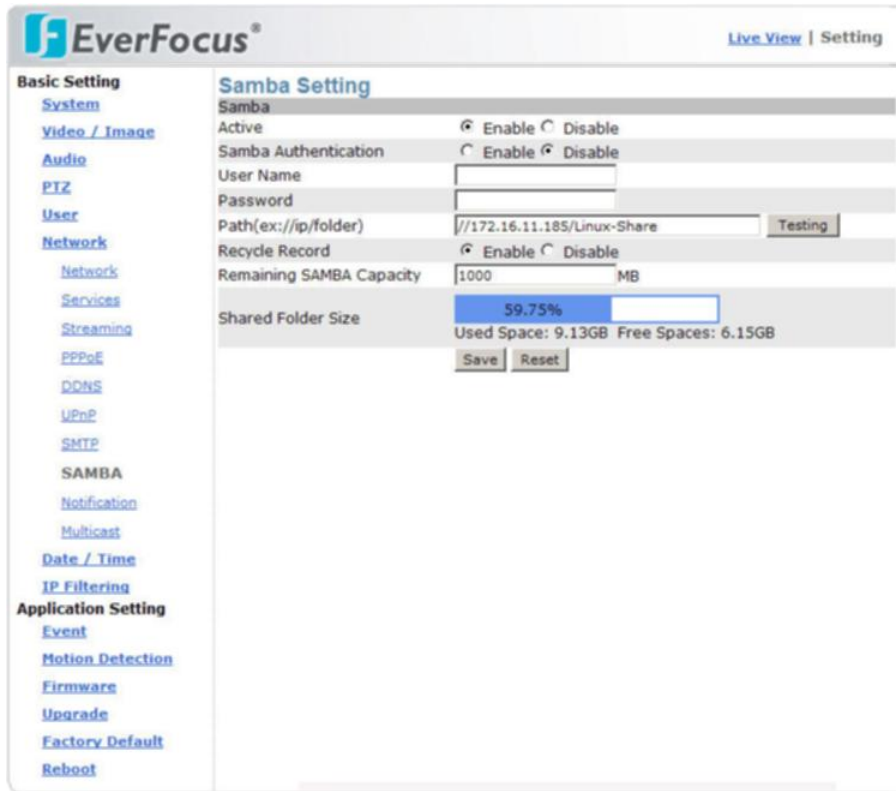 EverFocus®
Live View | Setting
Basic Setting
System
Video / Image
Audio
PTZ
User
Network
Network
Services
Streaming
PPPoE
DDNS
UPnP
SMTP
SAMBA
Notification
Multicast
Date / Time
IP Filtering
Application Setting
Event
Motion Detection
Firmware
Upgrade
Factory Default
Reboot
Samba Setting
Samba
Active Enable Disable
Samba Authentication Enable Disable
User Name
Password
Path(ex://ip/folder) //172.16.11.185/Linux-Share Testing
Recycle Record Enable Disable
Remaining SAMBA Capacity 1000 MB
Shared Folder Size 59.75%
Used Space: 9.13GB Free Spaces: 6.15GB
Save Reset